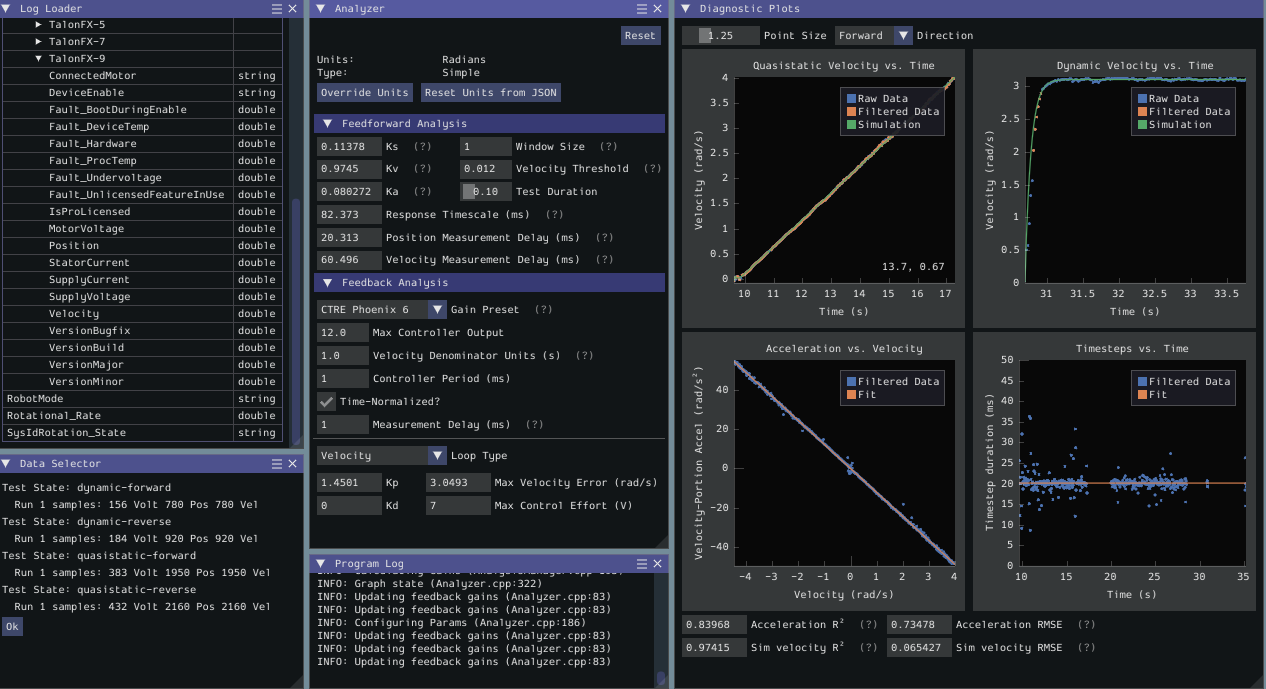 Log Loader
TalonFX-5
TalonFX-7
TalonFX-9
ConnectedMotor string
DeviceEnable string
Fault_BootDuringEnable double
Fault_DeviceTemp double
Fault_Hardware double
Fault_ProcTemp double
Fault_Undervoltage double
Fault_UnlicensedFeatureInUse double
IsProLicensed double
MotorVoltage double
Position double
StatorCurrent double
SupplyCurrent double
SupplyVoltage double
Velocity double
VersionBugfix double
VersionBuild double
VersionMajor double
VersionMinor double
RobotMode string
Rotational_Rate double
SysIdRotation_State string
Data Selector
Test State: dynamic-forward
Run 1 samples: 156 Volt 780 Pos 780 Vel
Test State: dynamic-reverse
Run 1 samples: 184 Volt 920 Pos 920 Vel
Test State: quasistatic-forward
Run 1 samples: 383 Volt 1950 Pos 1950 Vel
Test State: quasistatic-reverse
Run 1 samples: 432 Volt 2160 Pos 2160 Vel
Ok
Analyzer
Reset
Units: Radians
Type: Simple
Override Units Reset Units from JSON
Feedforward Analysis
0.11378 Ks (?) 1 Window Size (?)
0.9745 Kv (?) 0.012 Velocity Threshold (?)
0.080272 Ka (?) 0.10 Test Duration
82.373 Response Timescale (ms) (?)
20.313 Position Measurement Delay (ms) (?)
60.496 Velocity Measurement Delay (ms) (?)
Feedback Analysis
CTRE Phoenix 6 Gain Preset (?)
12.0 Max Controller Output
1.0 Velocity Denominator Units (s) (?)
1 Controller Period (ms)
Time-Normalized?
1 Measurement Delay (ms) (?)
Velocity Loop Type
1.4501 Kp 3.0493 Max Velocity Error (rad/s)
0 Kd 7 Max Control Effort (V)
Program Log
INFO: Graph state (Analyzer.cpp:322)
INFO: Updating feedback gains (Analyzer.cpp:83)
INFO: Updating feedback gains (Analyzer.cpp:83)
INFO: Configuring Params (Analyzer.cpp:186)
INFO: Updating feedback gains (Analyzer.cpp:83)
INFO: Updating feedback gains (Analyzer.cpp:83)
INFO: Updating feedback gains (Analyzer.cpp:83)
Diagnostic Plots
1.25 Point Size Forward Direction
Quasistatic Velocity vs. Time
Velocity (rad/s)
4
3.5
3
2.5
2
1.5
1
0.5
0
Raw Data
Filtered Data
Simulation
13.7, 0.67
10 11 12 13 14 15 16 17
Time (s)
Dynamic Velocity vs. Time
Velocity (rad/s)
3
2.5
2
1.5
1
0.5
0
Raw Data
Filtered Data
Simulation
31 31.5 32 32.5 33 33.5
Time (s)
Acceleration vs. Velocity
Velocity-Portion Accel (rad/s²)
40
20
0
−20
−40
Filtered Data
Fit
−4 −3 −2 −1 0 1 2 3 4
Velocity (rad/s)
Timesteps vs. Time
Timestep duration (ms)
50
45
40
35
30
25
20
15
10
5
0
Filtered Data
Fit
10 15 20 25 30 35
Time (s)
0.83968 Acceleration R² (?) 0.73478 Acceleration RMSE (?)
0.97415 Sim velocity R² (?) 0.065427 Sim velocity RMSE (?)